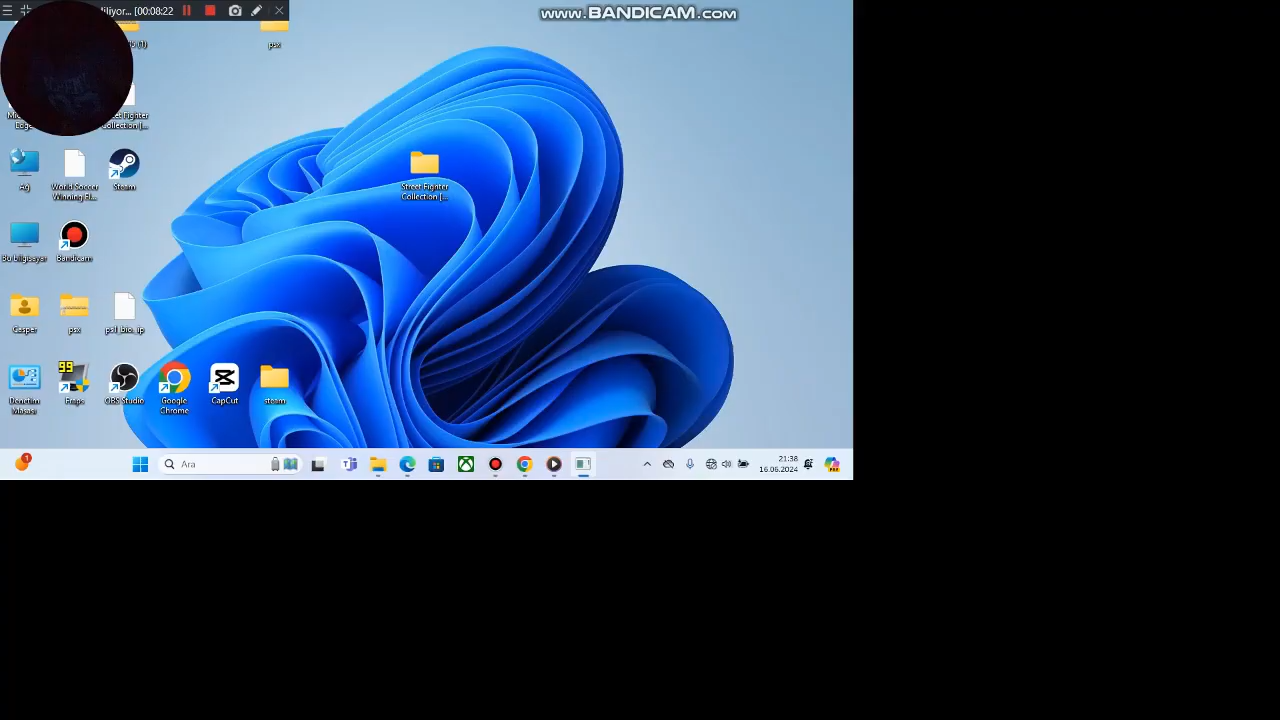 [00:08:22]
www.BANDICAM.com
psx
Street Fighter
Collection [...
Ağ
World Soccer
Winning El...
Steam
Street Fighter
Collection [...
Bu bilgisayar
Bandicam
Casper
psx
Denetim
Masası
Fraps
OBS Studio
Google
Chrome
CapCut
steam
1
Ara
21:38
16.06.2024